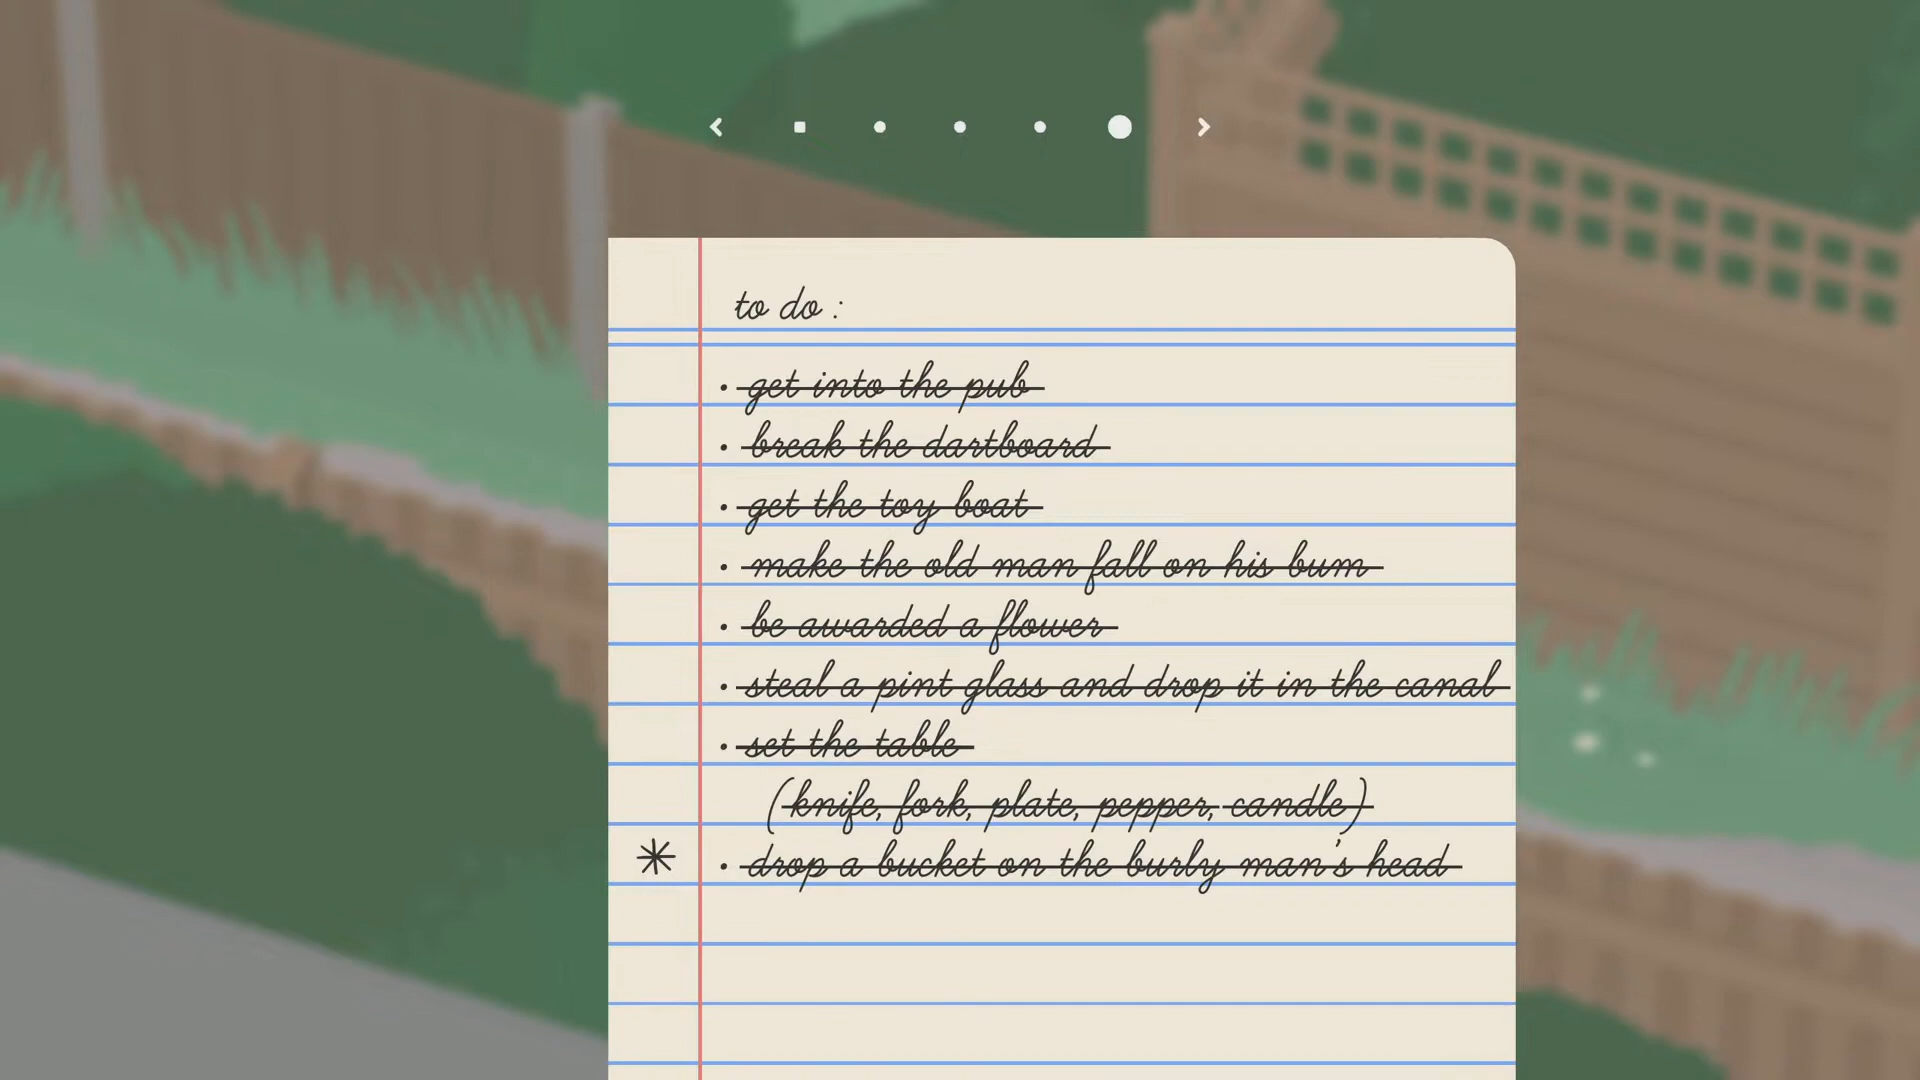 to do :
• get into the pub
• break the dartboard
• get the toy boat
• make the old man fall on his bum
• be awarded a flower
• steal a pint glass and drop it in the canal
• set the table
(knife, fork, plate, pepper, candle)
* • drop a bucket on the burly man's head